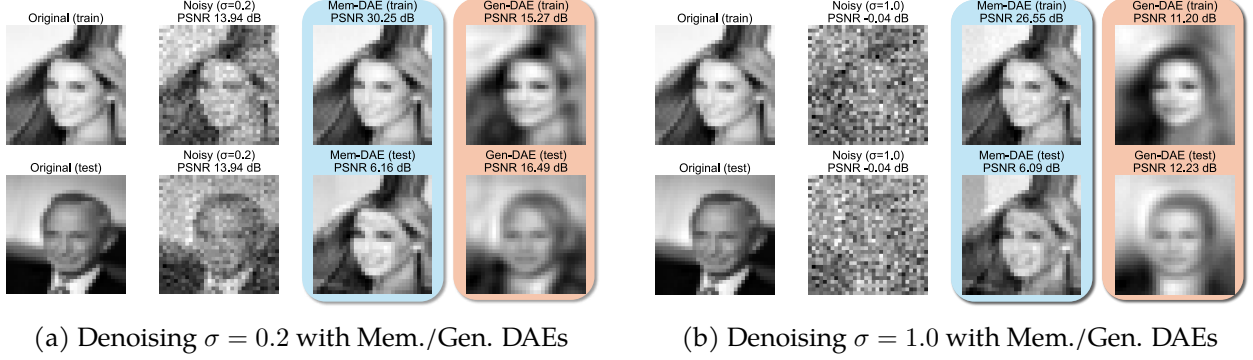 Original (train)
Noisy (σ=0.2)
PSNR 13.94 dB
Mem-DAE (train)
PSNR 30.25 dB
Gen-DAE (train)
PSNR 15.27 dB
Original (test)
Noisy (σ=0.2)
PSNR 13.94 dB
Mem-DAE (test)
PSNR 6.16 dB
Gen-DAE (test)
PSNR 16.49 dB
(a) Denoising σ = 0.2 with Mem./Gen. DAEs
Original (train)
Noisy (σ=1.0)
PSNR -0.04 dB
Mem-DAE (train)
PSNR 26.55 dB
Gen-DAE (train)
PSNR 11.20 dB
Original (test)
Noisy (σ=1.0)
PSNR -0.04 dB
Mem-DAE (test)
PSNR 6.09 dB
Gen-DAE (test)
PSNR 12.23 dB
(b) Denoising σ = 1.0 with Mem./Gen. DAEs